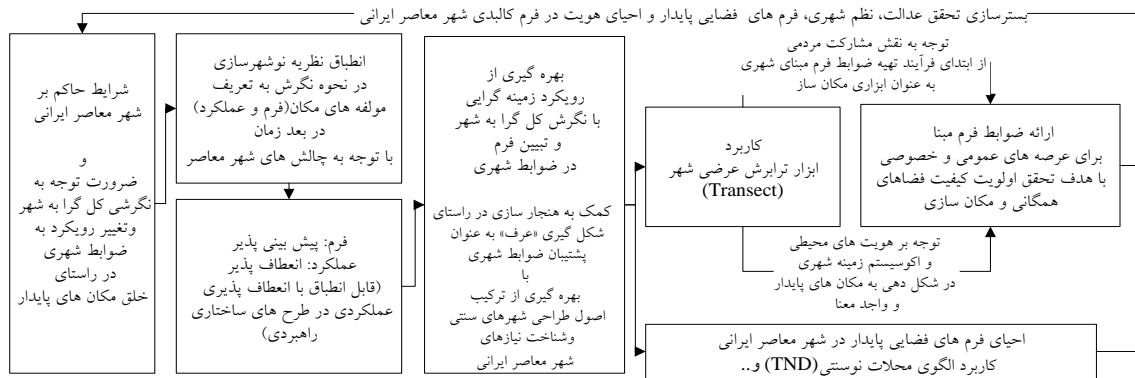 بسترسازی تحقق عدالت، نظم شهری، فرم های فضایی پایدار و احیای هویت در فرم کالبدی شهر معاصر ایرانی
شرایط حاکم بر
شهر معاصر ایرانی
و
ضرورت توجه به
نگرشی کل گرا به شهر
وتغییر رویکرد به
ضوابط شهری
در راستای
خلق مکان های پایدار
انطباق نظریه نوشهرسازی
در نحوه نگرش به تعریف
مولفه های مکان(فرم و عملکرد)
در بعد زمان
با توجه به چالش های شهر معاصر
فرم: پیش بینی پذیر
عملکرد: انعطاف پذیر
(قابل انطباق با انعطاف پذیری
عملکردی در طرح های ساختاری
راهبردی)
بهره گیری از
رویکرد زمینه گرایی
با نگرش کل گرا به شهر
و تبیین فرم
در ضوابط شهری
کمک به هنجار سازی در راستای
شکل گیری «عرف» به عنوان
پشتیبان ضوابط شهری
با
بهره گیری از ترکیب
اصول طراحی شهرهای سنتی
وشناخت نیازهای
شهر معاصر ایرانی
توجه به نقش مشارکت مردمی
از ابتدای فرآیند تهیه ضوابط فرم مبنای شهری
به عنوان ابزاری مکان ساز
کاربرد
ابزار ترابرش عرضی شهر
(Transect)
ارائه ضوابط فرم مبنا
برای عرصه های عمومی و خصوصی
با هدف تحقق اولویت کیفیت فضاهای
همگانی و مکان سازی
توجه بر هویت های محیطی
و اکوسیستم زمینه شهری
در شکل دهی به مکان های پایدار
و واجد معنا
احیای فرم های فضایی پایدار در شهر معاصر ایرانی
کاربرد الگوی محلات نوسنتی(TND) و..